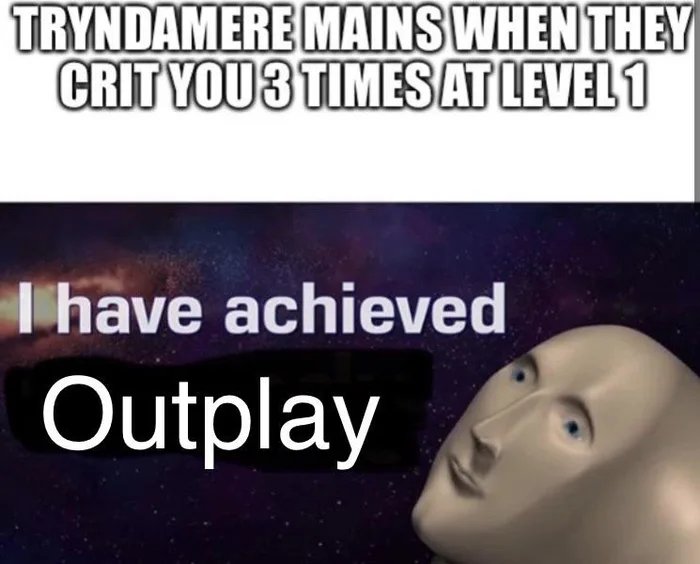 TRYNDAMERE MAINS WHEN THEY
CRIT YOU 3 TIMES AT LEVEL 1
I have achieved
Outplay